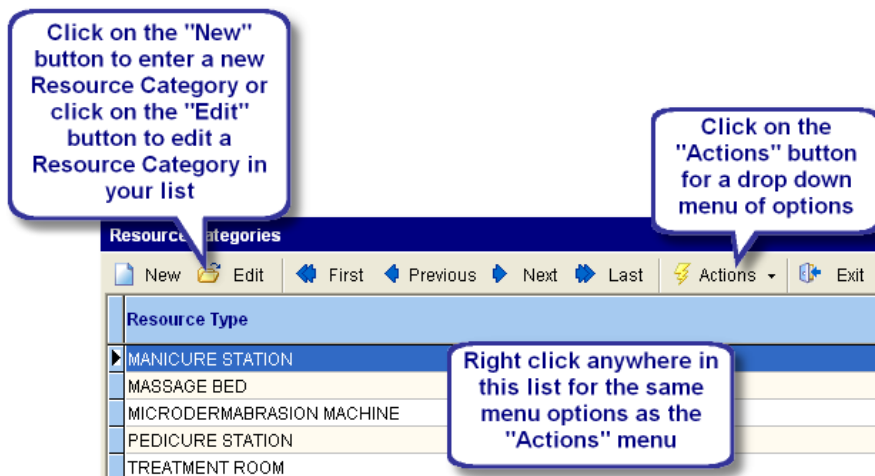 Click on the "New"
button to enter a new
Resource Category or
click on the "Edit"
button to edit a
Resource Category in
your list
Click on the
"Actions" button
for a drop down
menu of options
Resource ategories
New Edit First Previous Next Last Actions Exit
Resource Type
MANICURE STATION
MASSAGE BED
MICRODERMABRASION MACHINE
PEDICURE STATION
TREATMENT ROOM
Right click anywhere in
this list for the same
menu options as the
"Actions" menu